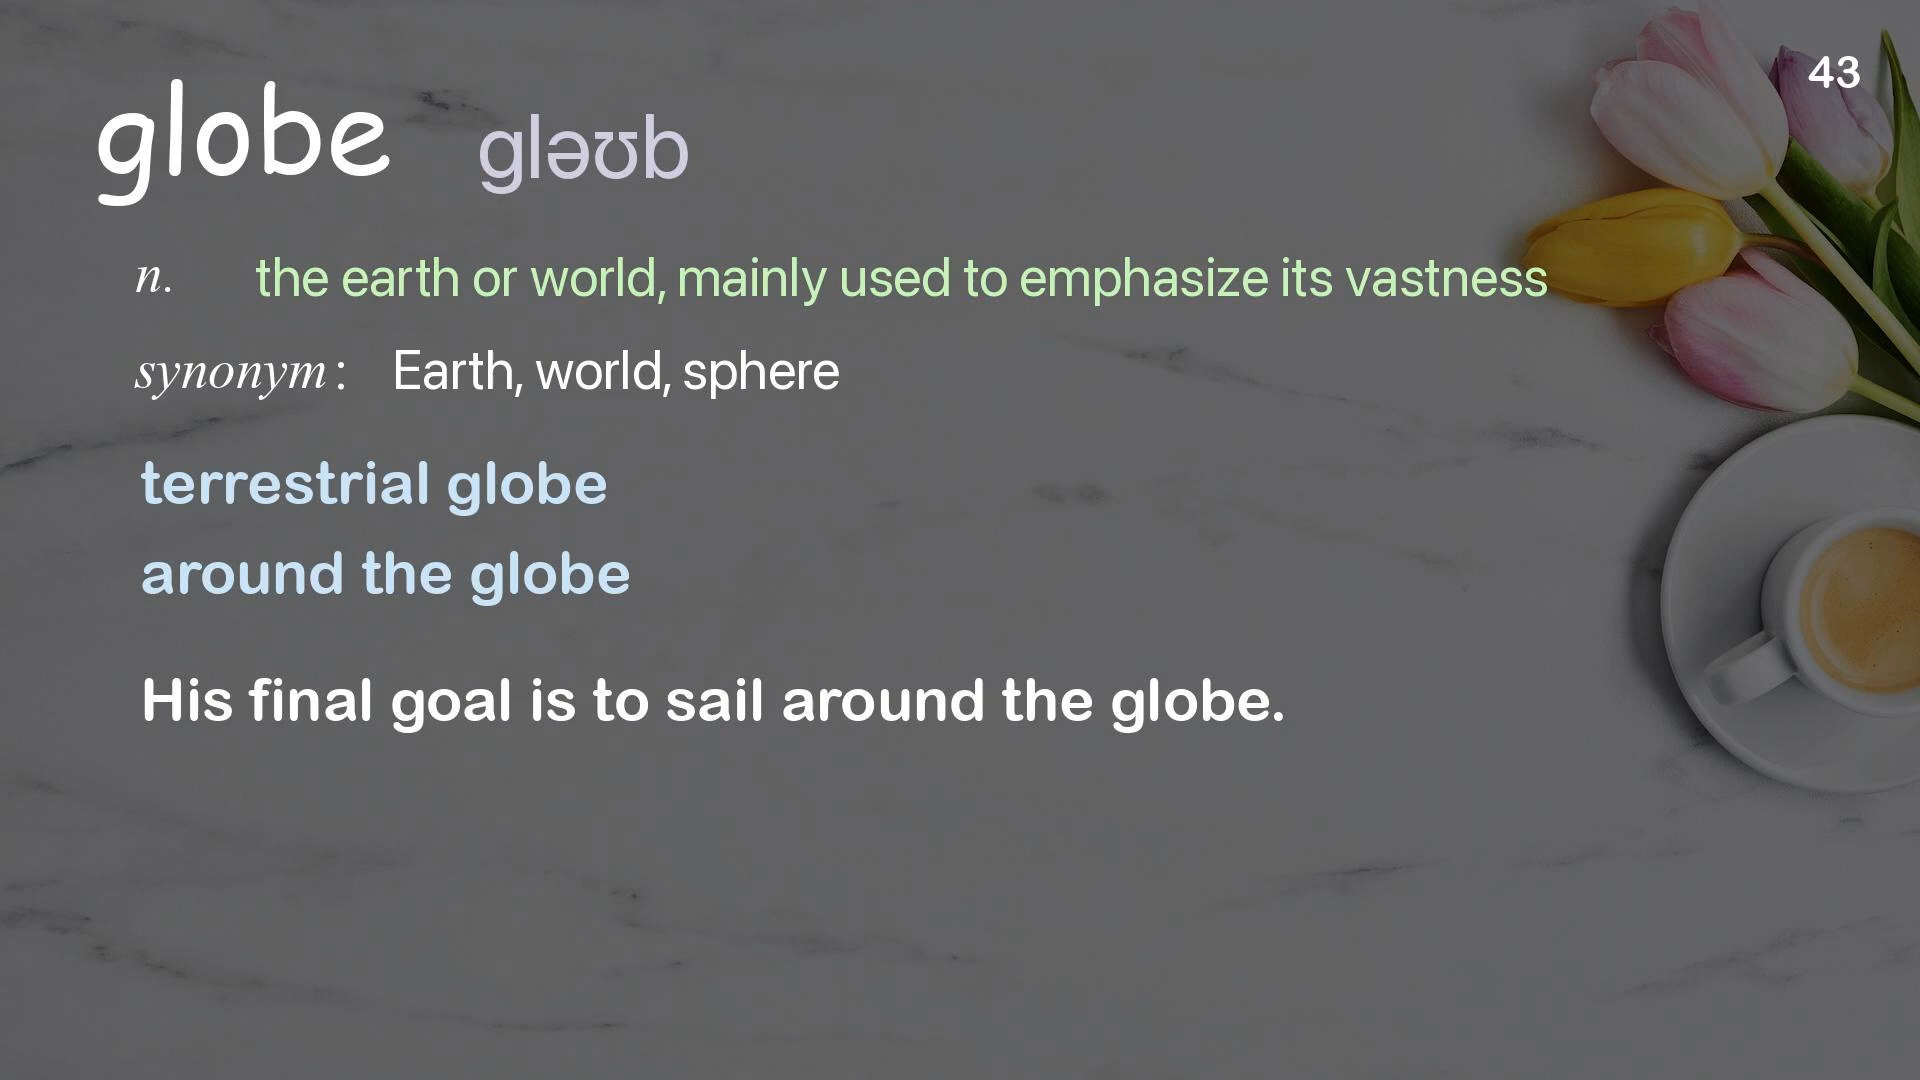 43
globe gləʊb
n. the earth or world, mainly used to emphasize its vastness
synonym: Earth, world, sphere
terrestrial globe
around the globe
His final goal is to sail around the globe.